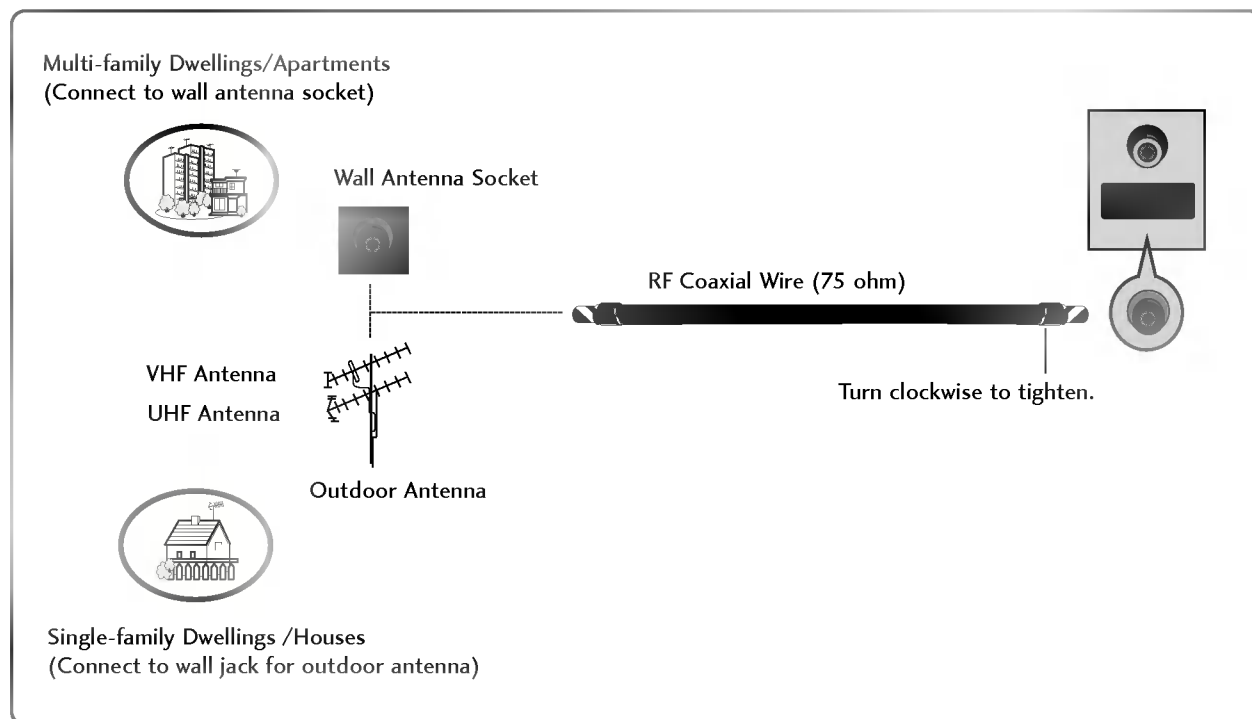 Multi-family Dwellings/Apartments
(Connect to wall antenna socket)
Wall Antenna Socket
RF Coaxial Wire (75 ohm)
VHF Antenna
UHF Antenna
Turn clockwise to tighten.
Outdoor Antenna
Single-family Dwellings /Houses
(Connect to wall jack for outdoor antenna)